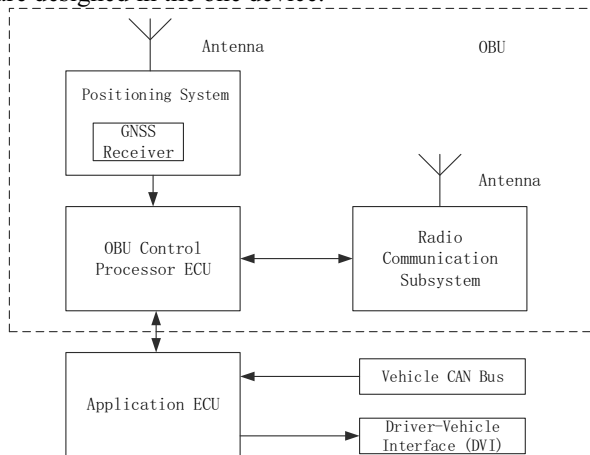 are designed in the one device.
Antenna
OBU
Positioning System
GNSS
Receiver
Antenna
OBU Control
Processor ECU
Radio
Communication
Subsystem
Application ECU
Vehicle CAN Bus
Driver-Vehicle
Interface (DVI)